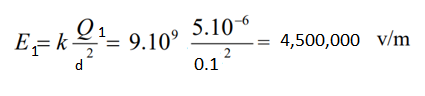 E₁= k Q₁/d² = 9.10⁹ 5.10⁻⁶/0.1² = 4,500,000 v/m